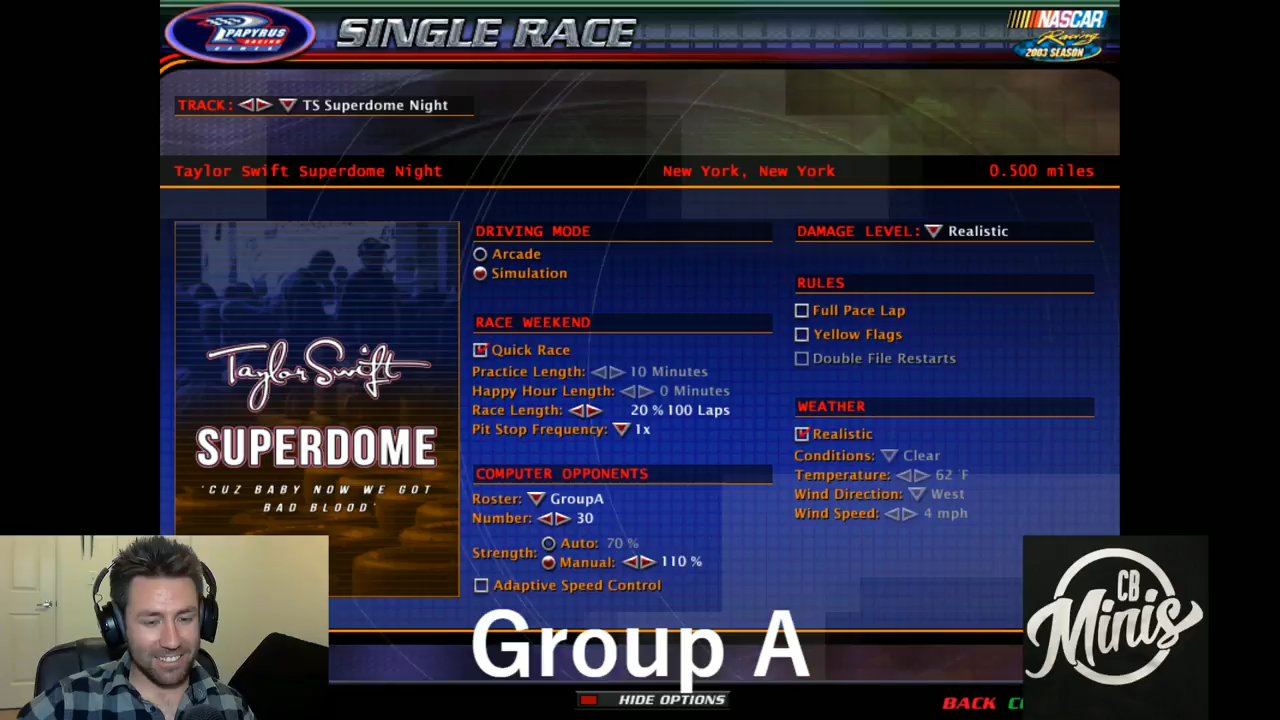 PAPYRUS
RACING
GAMES
SINGLE RACE
NASCAR
Racing
2003 SEASON
TRACK: TS Superdome Night
Taylor Swift Superdome Night New York, New York 0.500 miles
Taylor Swift
SUPERDOME
'CUZ BABY NOW WE GOT
BAD BLOOD'
DRIVING MODE
Arcade
Simulation
RACE WEEKEND
Quick Race
Practice Length: 10 Minutes
Happy Hour Length: 0 Minutes
Race Length: 20 % 100 Laps
Pit Stop Frequency: 1x
COMPUTER OPPONENTS
Roster: GroupA
Number: 30
Strength: Auto: 70 %
Manual: 110 %
Adaptive Speed Control
DAMAGE LEVEL: Realistic
RULES
Full Pace Lap
Yellow Flags
Double File Restarts
WEATHER
Realistic
Conditions: Clear
Temperature: 62 °F
Wind Direction: West
Wind Speed: 4 mph
Group A
HIDE OPTIONS
BACK
CB
Minis